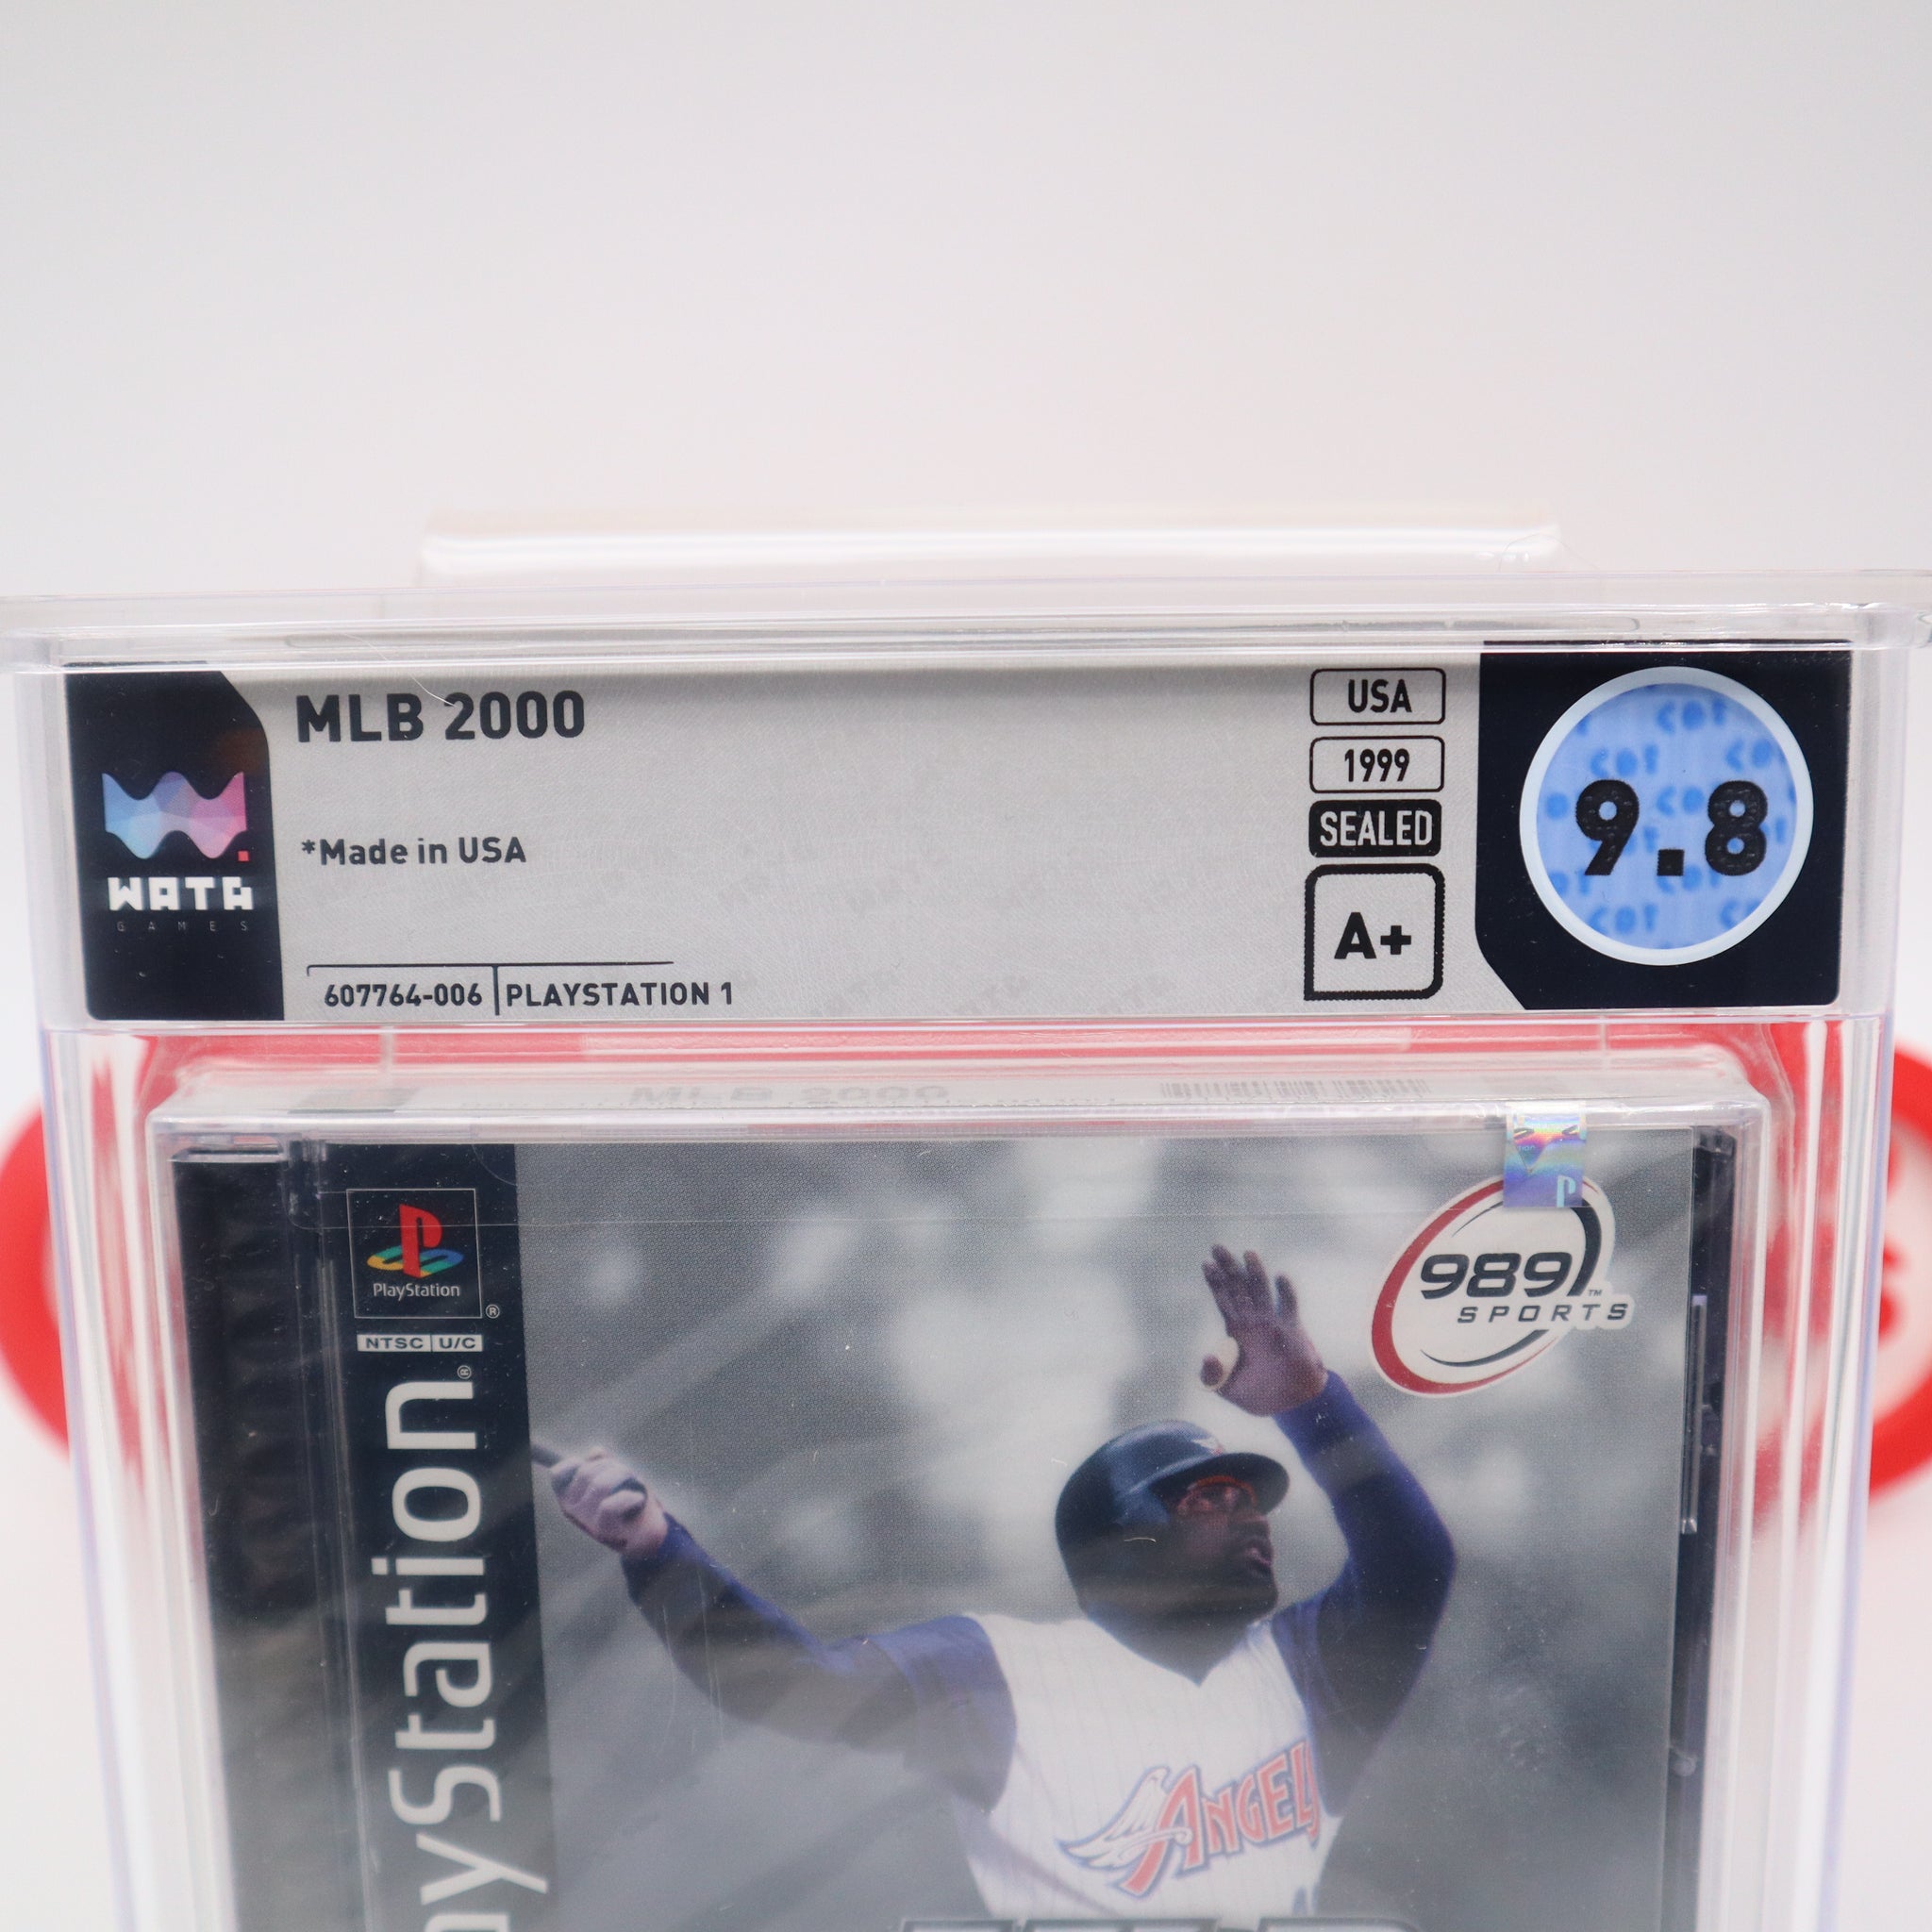 MLB 2000
*Made in USA
607764-006 PLAYSTATION 1
WATA
GAMES
USA
1999
SEALED
A+
9.8
MLB 2000
PlayStation
®
NTSC U/C
PlayStation®
989
SPORTS™
ANGELS